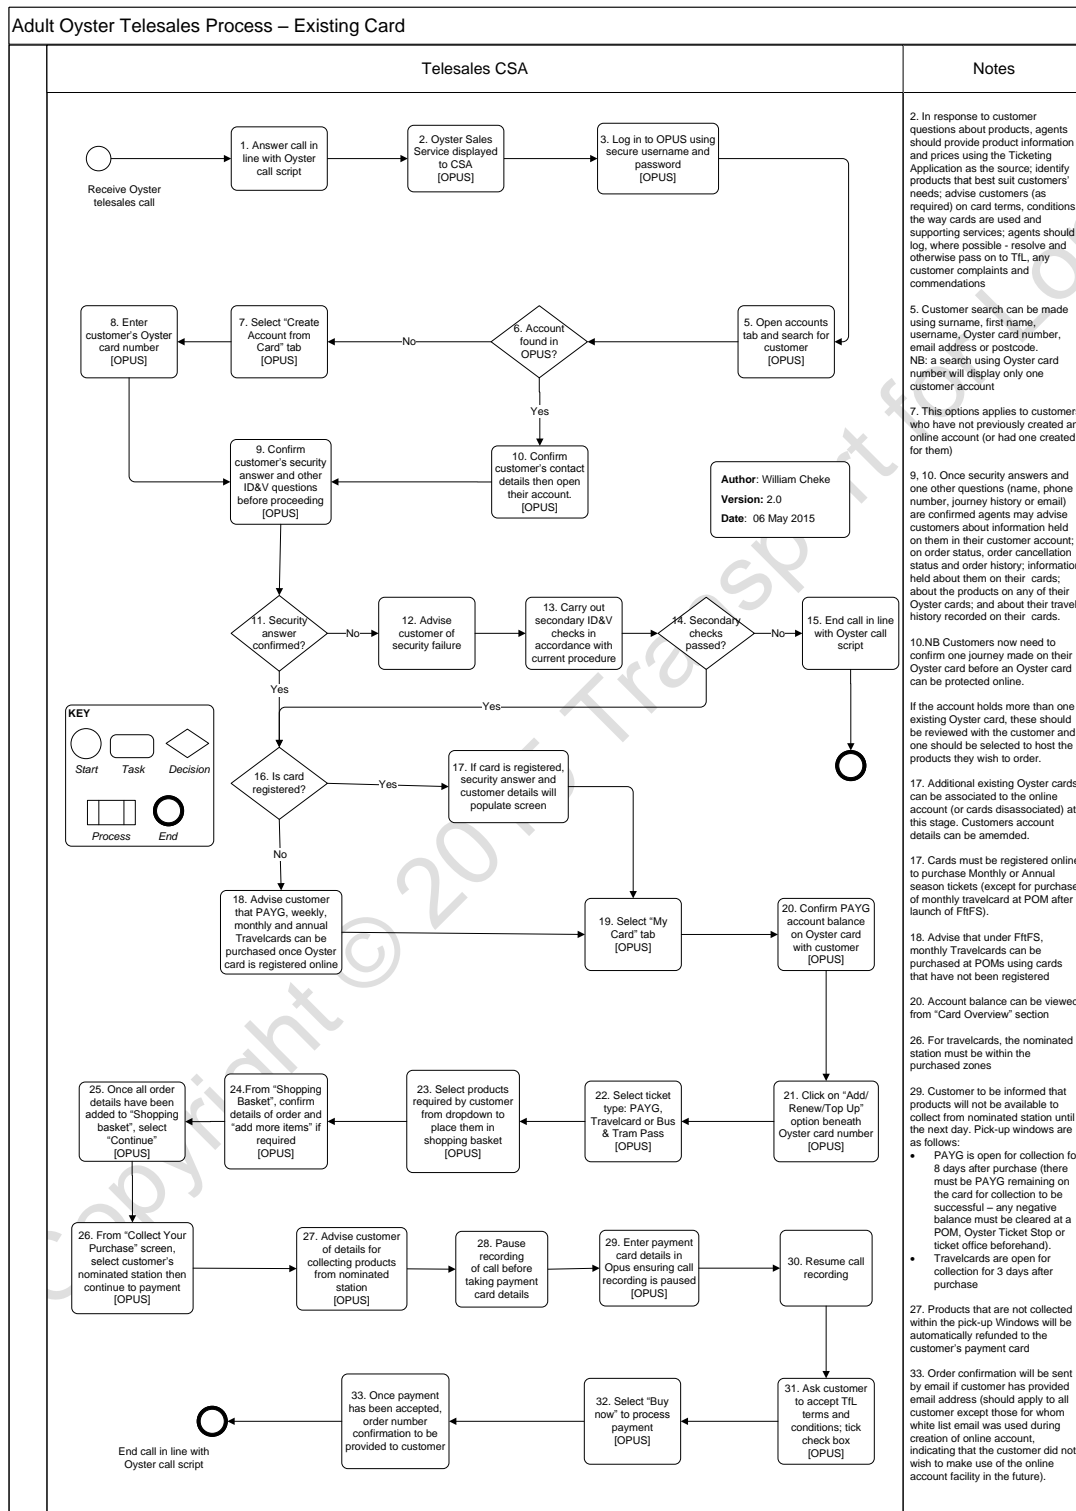 Adult Oyster Telesales Process – Existing Card
Telesales CSA
Notes
Receive Oyster
telesales call
1. Answer call in
line with Oyster
call script
2. Oyster Sales
Service displayed
to CSA
[OPUS]
3. Log in to OPUS using
secure username and
password
[OPUS]
8. Enter
customer's Oyster
card number
[OPUS]
7. Select “Create
Account from
Card” tab
[OPUS]
No
6. Account
found in
OPUS?
5. Open accounts
tab and search for
customer
[OPUS]
Yes
9. Confirm
customer's security
answer and other
ID&V questions
before proceeding
[OPUS]
10. Confirm
customer's contact
details then open
their account.
[OPUS]
Author: William Cheke
Version: 2.0
Date: 06 May 2015
11. Security
answer
confirmed?
No
12. Advise
customer of
security failure
13. Carry out
secondary ID&V
checks in
accordance with
current procedure
14. Secondary
checks
passed?
No
15. End call in line
with Oyster call
script
Yes
Yes
KEY
Start
Task
Decision
Process
End
16. Is card
registered?
Yes
17. If card is registered,
security answer and
customer details will
populate screen
No
18. Advise customer
that PAYG, weekly,
monthly and annual
Travelcards can be
purchased once Oyster
card is registered online
19. Select “My
Card” tab
[OPUS]
20. Confirm PAYG
account balance
on Oyster card
with customer
[OPUS]
25. Once all order
details have been
added to “Shopping
basket”, select
“Continue”
[OPUS]
24.From “Shopping
Basket”, confirm
details of order and
“add more items” if
required
[OPUS]
23. Select products
required by customer
from dropdown to
place them in
shopping basket
[OPUS]
22. Select ticket
type: PAYG,
Travelcard or Bus
& Tram Pass
[OPUS]
21. Click on “Add/
Renew/Top Up”
option beneath
Oyster card number
[OPUS]
26. From “Collect Your
Purchase” screen,
select customer's
nominated station then
continue to payment
[OPUS]
27. Advise customer
of details for
collecting products
from nominated
station
[OPUS]
28. Pause
recording
of call before
taking payment
card details
29. Enter payment
card details in
Opus ensuring call
recording is paused
[OPUS]
30. Resume call
recording
End call in line with
Oyster call script
33. Once payment
has been accepted,
order number
confirmation to be
provided to customer
32. Select “Buy
now” to process
payment
[OPUS]
31. Ask customer
to accept TfL
terms and
conditions; tick
check box
[OPUS]
2. In response to customer
questions about products, agents
should provide product information
and prices using the Ticketing
Application as the source; identify
products that best suit customers'
needs; advise customers (as
required) on card terms, conditions
the way cards are used and
supporting services; agents should
log, where possible - resolve and
otherwise pass on to TfL, any
customer complaints and
commendations
5. Customer search can be made
using surname, first name,
username, Oyster card number,
email address or postcode.
NB: a search using Oyster card
number will display only one
customer account
7. This options applies to customers
who have not previously created an
online account (or had one created
for them)
9, 10. Once security answers and
one other questions (name, phone
number, journey history or email)
are confirmed agents may advise
customers about information held
on them in their customer account;
on order status, order cancellation
status and order history; information
held about them on their cards;
about the products on any of their
Oyster cards; and about their travel
history recorded on their cards.
10.NB Customers now need to
confirm one journey made on their
Oyster card before an Oyster card
can be protected online.
If the account holds more than one
existing Oyster card, these should
be reviewed with the customer and
one should be selected to host the
products they wish to order.
17. Additional existing Oyster cards
can be associated to the online
account (or cards disassociated) at
this stage. Customers account
details can be amemded.
17. Cards must be registered online
to purchase Monthly or Annual
season tickets (except for purchase
of monthly travelcard at POM after
launch of FftFS).
18. Advise that under FftFS,
monthly Travelcards can be
purchased at POMs using cards
that have not been registered
20. Account balance can be viewed
from “Card Overview” section
26. For travelcards, the nominated
station must be within the
purchased zones
29. Customer to be informed that
products will not be available to
collect from nominated station until
the next day. Pick-up windows are
as follows:
• PAYG is open for collection fo
8 days after purchase (there
must be PAYG remaining on
the card for collection to be
successful – any negative
balance must be cleared at a
POM, Oyster Ticket Stop or
ticket office beforehand).
• Travelcards are open for
collection for 3 days after
purchase
27. Products that are not collected
within the pick-up Windows will be
automatically refunded to the
customer's payment card
33. Order confirmation will be sent
by email if customer has provided
email address (should apply to all
customer except those for whom
white list email was used during
creation of online account,
indicating that the customer did not
wish to make use of the online
account facility in the future).
Copyright © 2015 Transport for Lo